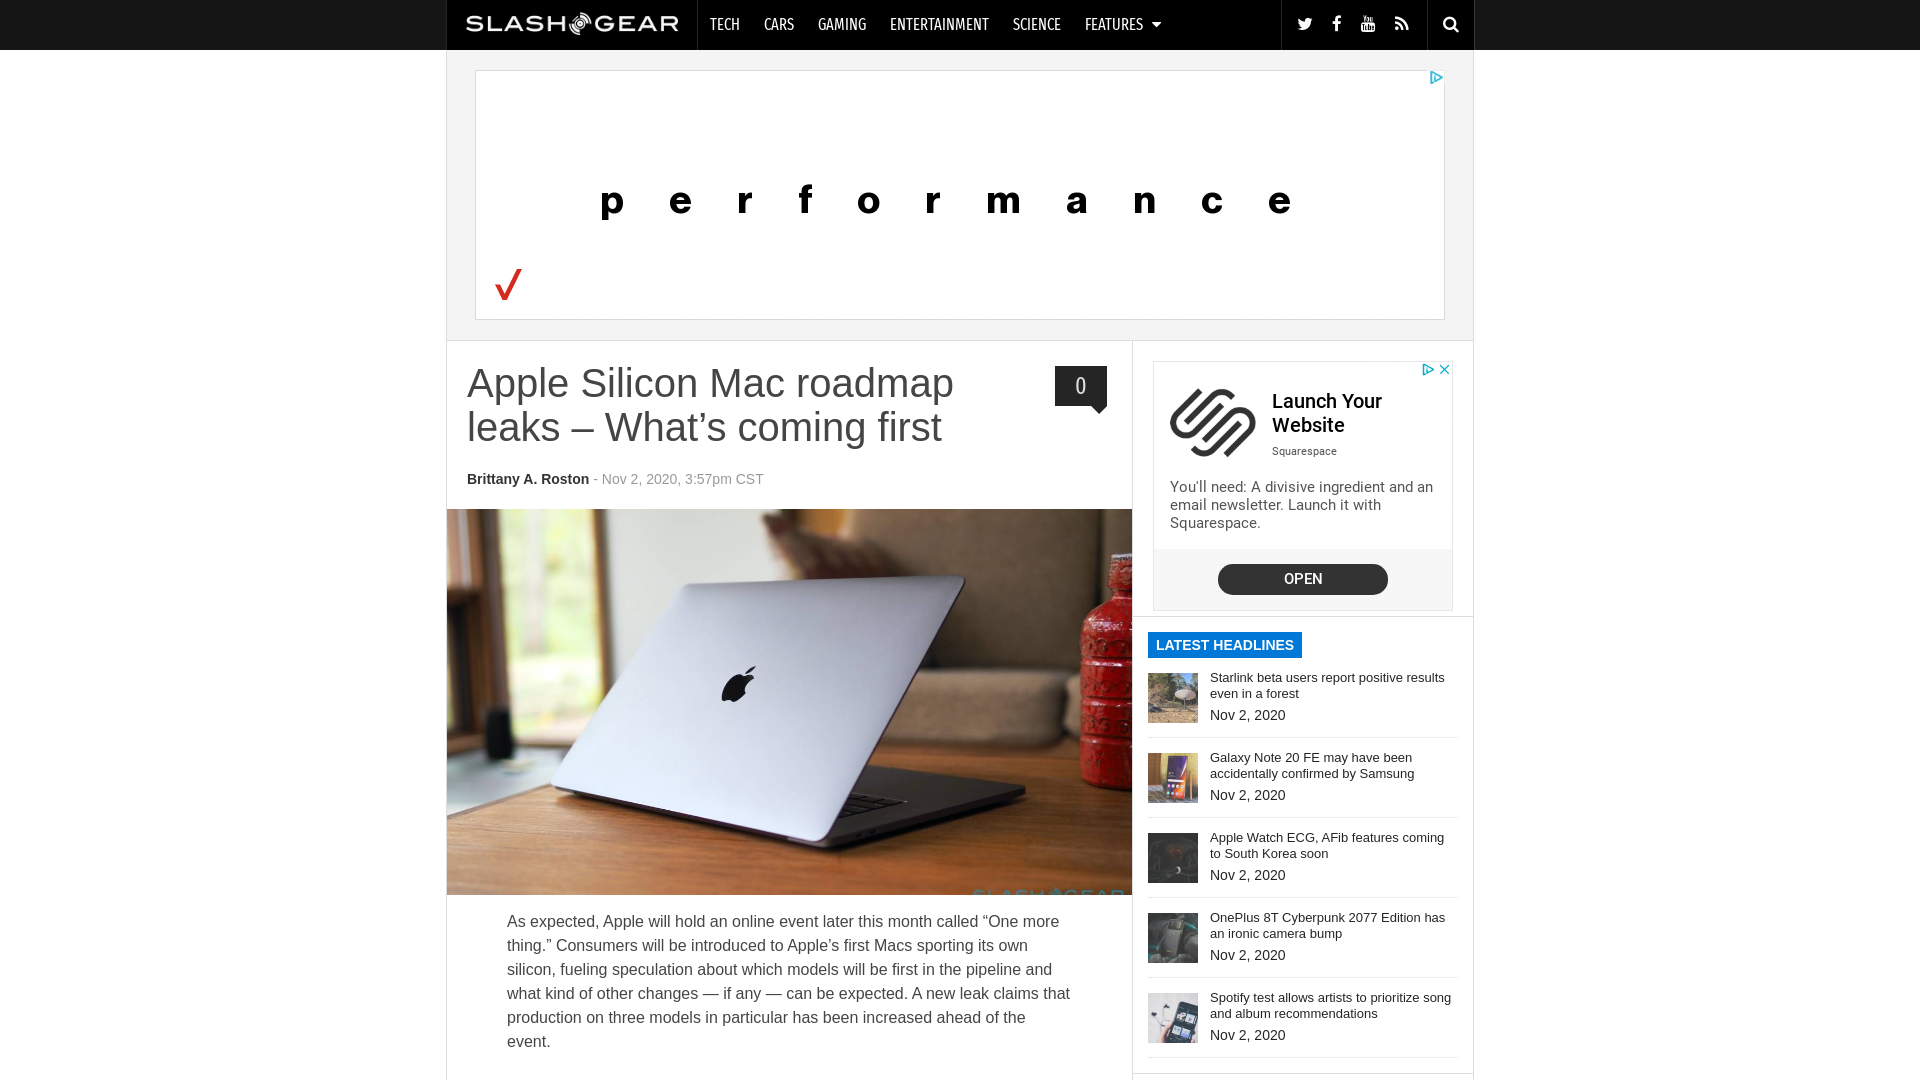 SLASHGEAR TECH CARS GAMING ENTERTAINMENT SCIENCE FEATURES
performance
Apple Silicon Mac roadmap
leaks – What’s coming first
0
Brittany A. Roston - Nov 2, 2020, 3:57pm CST
SLASHGEAR
As expected, Apple will hold an online event later this month called “One more
thing.” Consumers will be introduced to Apple’s first Macs sporting its own
silicon, fueling speculation about which models will be first in the pipeline and
what kind of other changes — if any — can be expected. A new leak claims that
production on three models in particular has been increased ahead of the
event.
Launch Your
Website
Squarespace
You'll need: A divisive ingredient and an
email newsletter. Launch it with
Squarespace.
OPEN
LATEST HEADLINES
Starlink beta users report positive results
even in a forest
Nov 2, 2020
Galaxy Note 20 FE may have been
accidentally confirmed by Samsung
Nov 2, 2020
Apple Watch ECG, AFib features coming
to South Korea soon
Nov 2, 2020
OnePlus 8T Cyberpunk 2077 Edition has
an ironic camera bump
Nov 2, 2020
Spotify test allows artists to prioritize song
and album recommendations
Nov 2, 2020